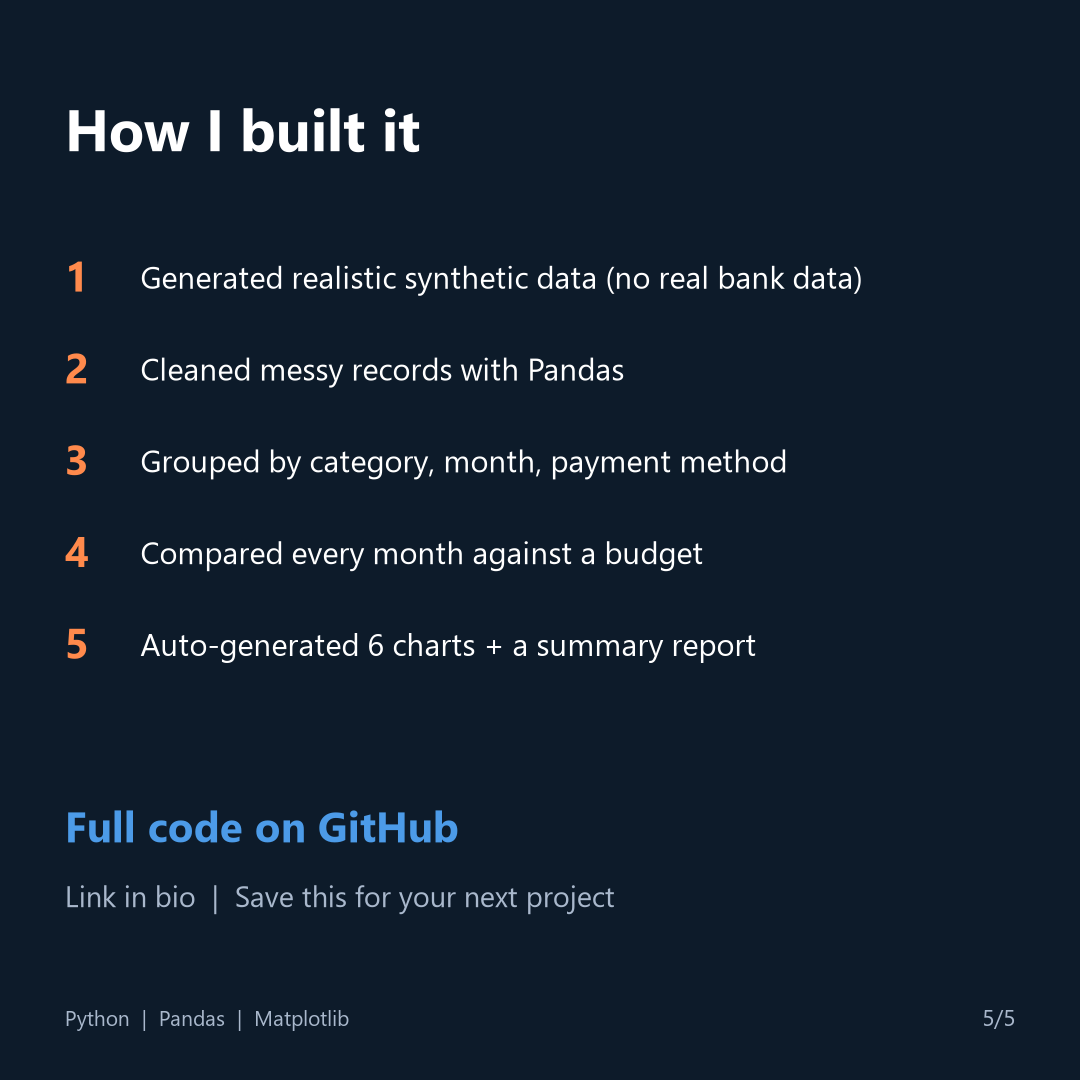 How I built it
1 Generated realistic synthetic data (no real bank data)
2 Cleaned messy records with Pandas
3 Grouped by category, month, payment method
4 Compared every month against a budget
5 Auto-generated 6 charts + a summary report
Full code on GitHub
Link in bio | Save this for your next project
Python | Pandas | Matplotlib 5/5